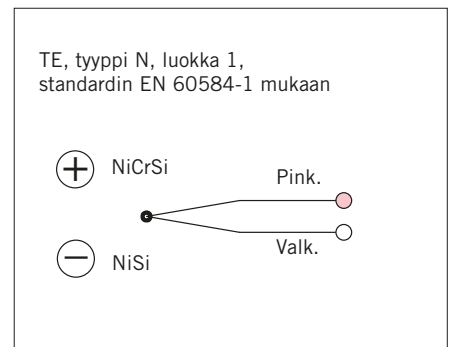 TE, tyyppi N, luokka 1,
standardin EN 60584-1 mukaan
NiCrSi
Pink.
Valk.
NiSi